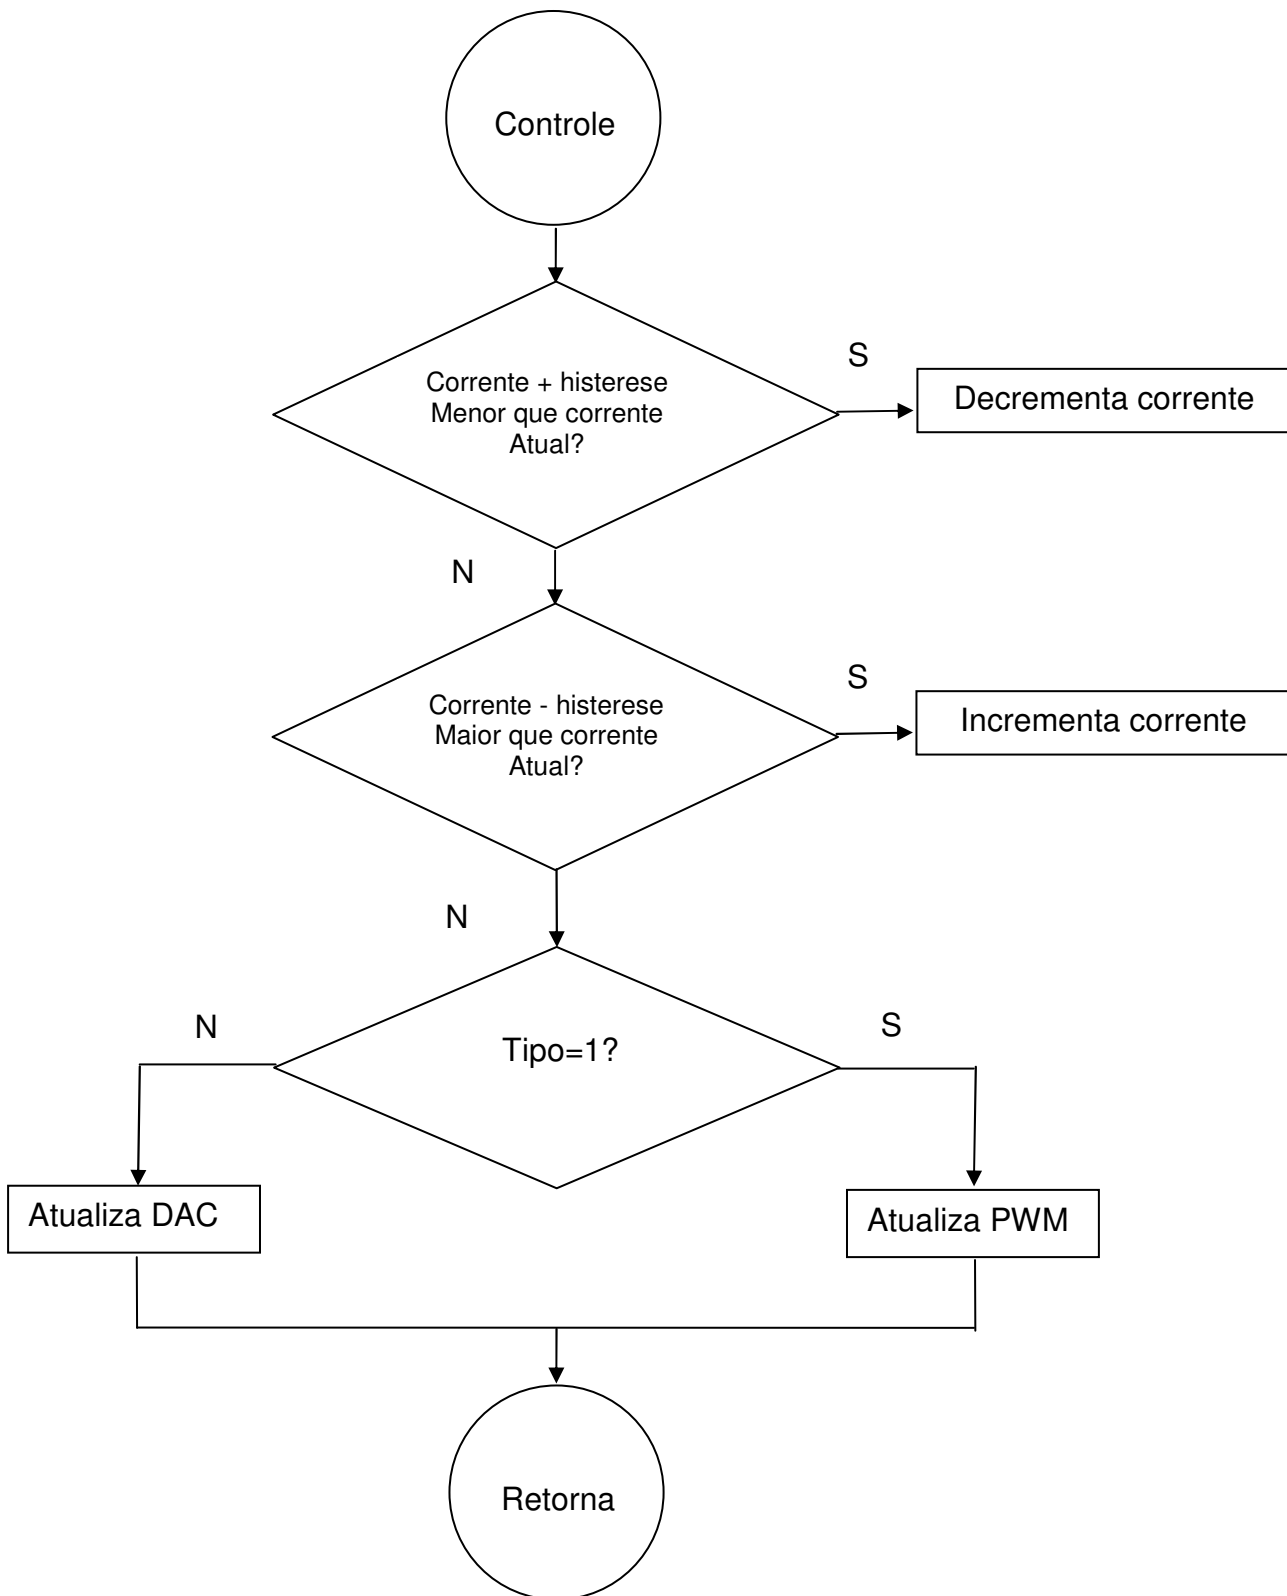 Controle
Corrente + histerese
Menor que corrente
Atual?
S
Decrementa corrente
N
Corrente - histerese
Maior que corrente
Atual?
S
Incrementa corrente
N
Tipo=1?
N
S
Atualiza DAC
Atualiza PWM
Retorna